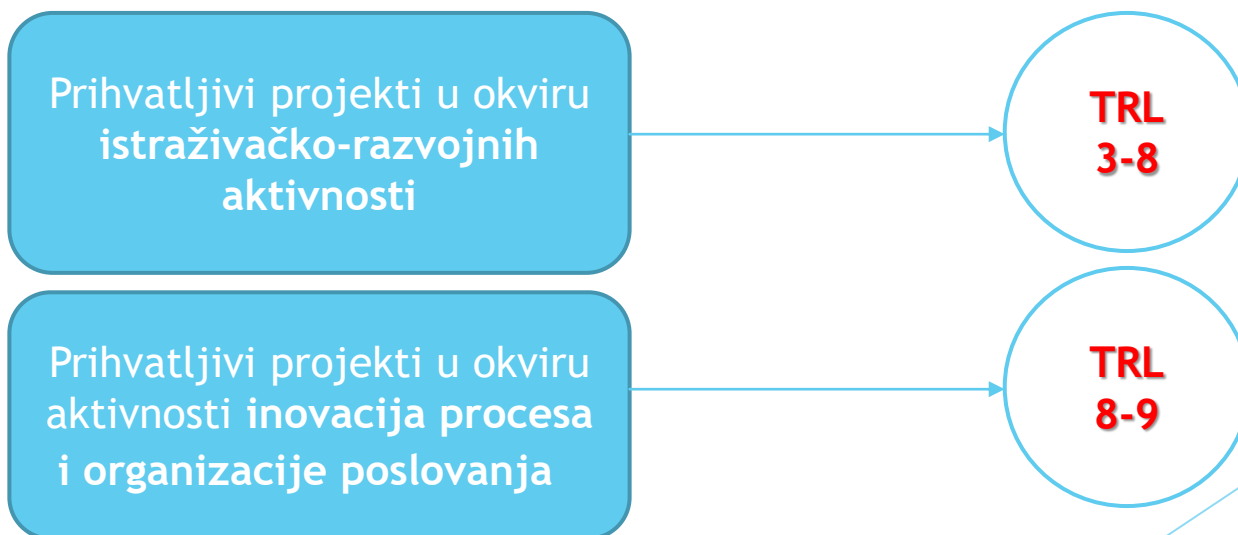 Prihvatljivi projekti u okviru
istraživačko-razvojnih
aktivnosti
TRL
3-8
Prihvatljivi projekti u okviru
aktivnosti inovacija procesa
i organizacije poslovanja
TRL
8-9